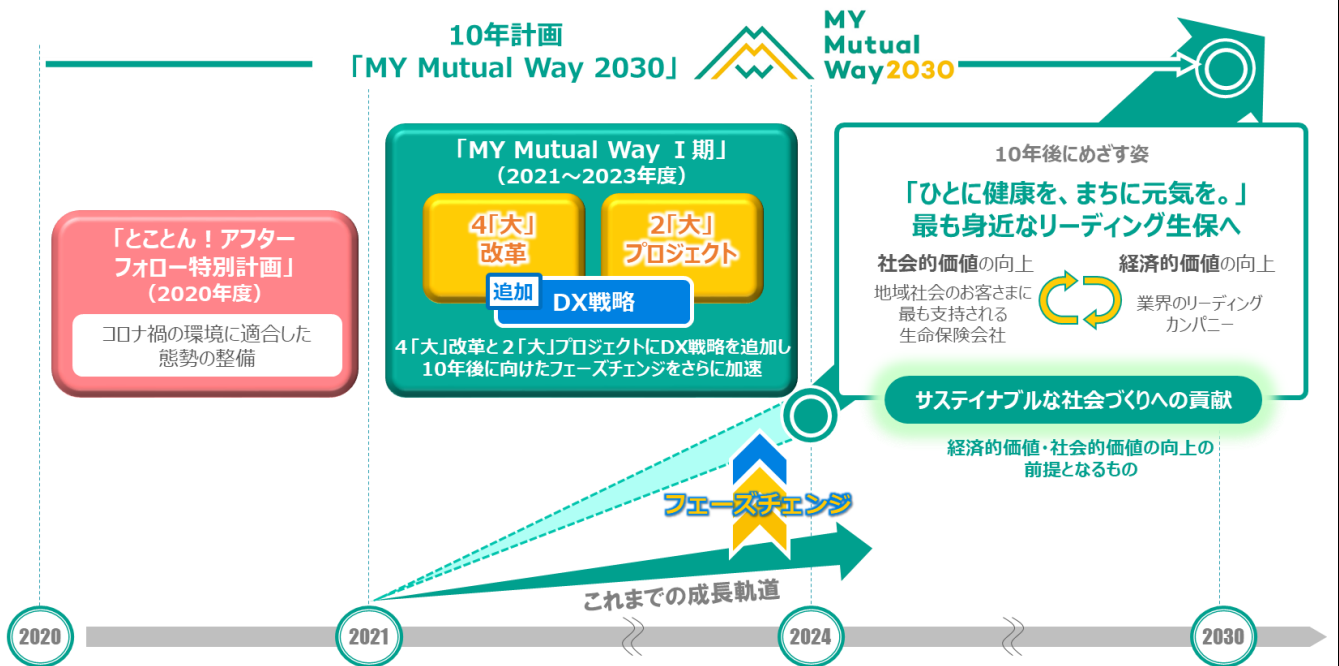 10年計画
「MY Mutual Way 2030」
MY
Mutual
Way2030
「とことん！アフター
フォロー特別計画」
（2020年度）
コロナ禍の環境に適合した
態勢の整備
「MY Mutual Way Ⅰ期」
（2021～2023年度）
4「大」
改革
2「大」
プロジェクト
追加
DX戦略
4「大」改革と2「大」プロジェクトにDX戦略を追加し
10年後に向けたフェーズチェンジをさらに加速
10年後にめざす姿
「ひとに健康を、まちに元気を。」
最も身近なリーディング生保へ
社会的価値の向上
地域社会のお客さまに
最も支持される
生命保険会社
経済的価値の向上
業界のリーディング
カンパニー
サステイナブルな社会づくりへの貢献
経済的価値・社会的価値の向上の
前提となるもの
フェーズチェンジ
これまでの成長軌道
2020
2021
2024
2030